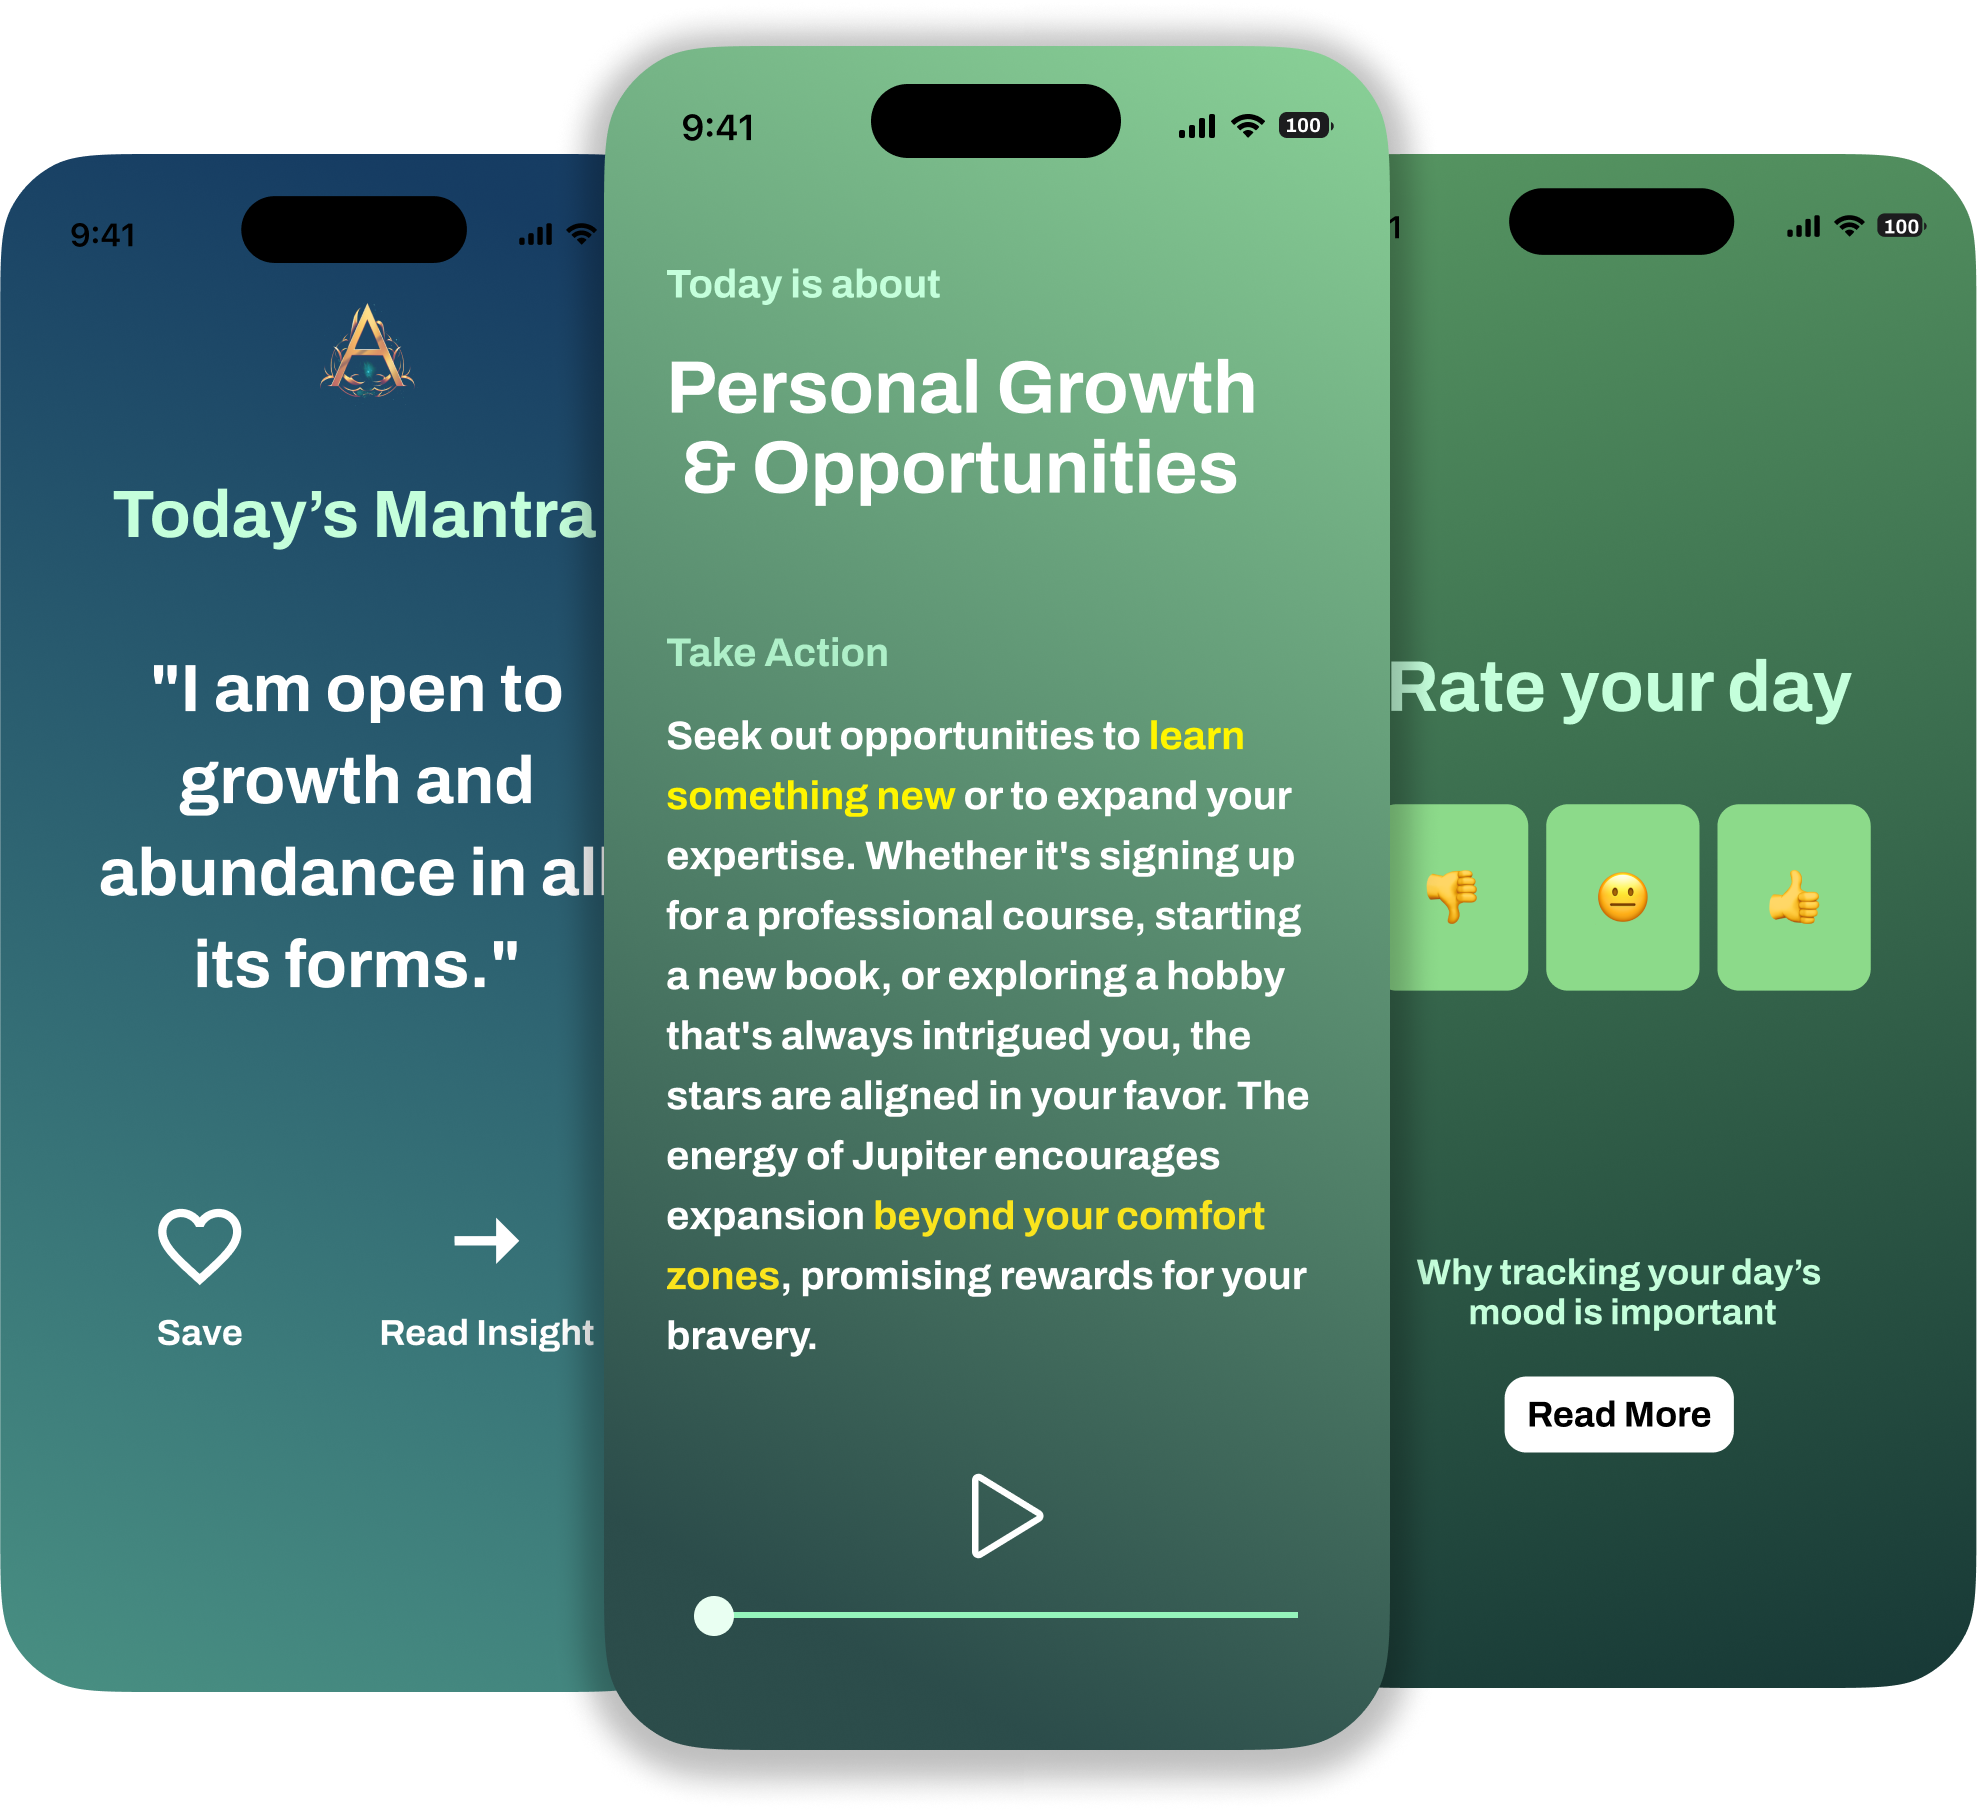 9:41
A
Today’s Mantra
"I am open to
growth and
abundance in all
its forms."
Save
Read Insight
9:41
100
Today is about
Personal Growth
& Opportunities
Take Action
Seek out opportunities to learn
something new or to expand your
expertise. Whether it's signing up
for a professional course, starting
a new book, or exploring a hobby
that's always intrigued you, the
stars are aligned in your favor. The
energy of Jupiter encourages
expansion beyond your comfort
zones, promising rewards for your
bravery.
1
100
Rate your day
Why tracking your day’s
mood is important
Read More